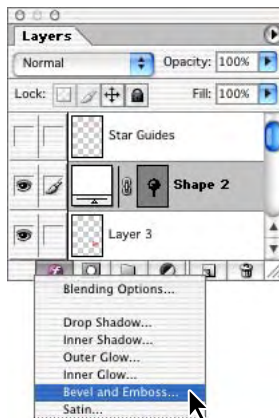 Layers
Normal Opacity: 100%
Lock: Fill: 100%
Star Guides
Shape 2
Layer 3
Blending Options...
Drop Shadow...
Inner Shadow...
Outer Glow...
Inner Glow...
Bevel and Emboss...
Satin...